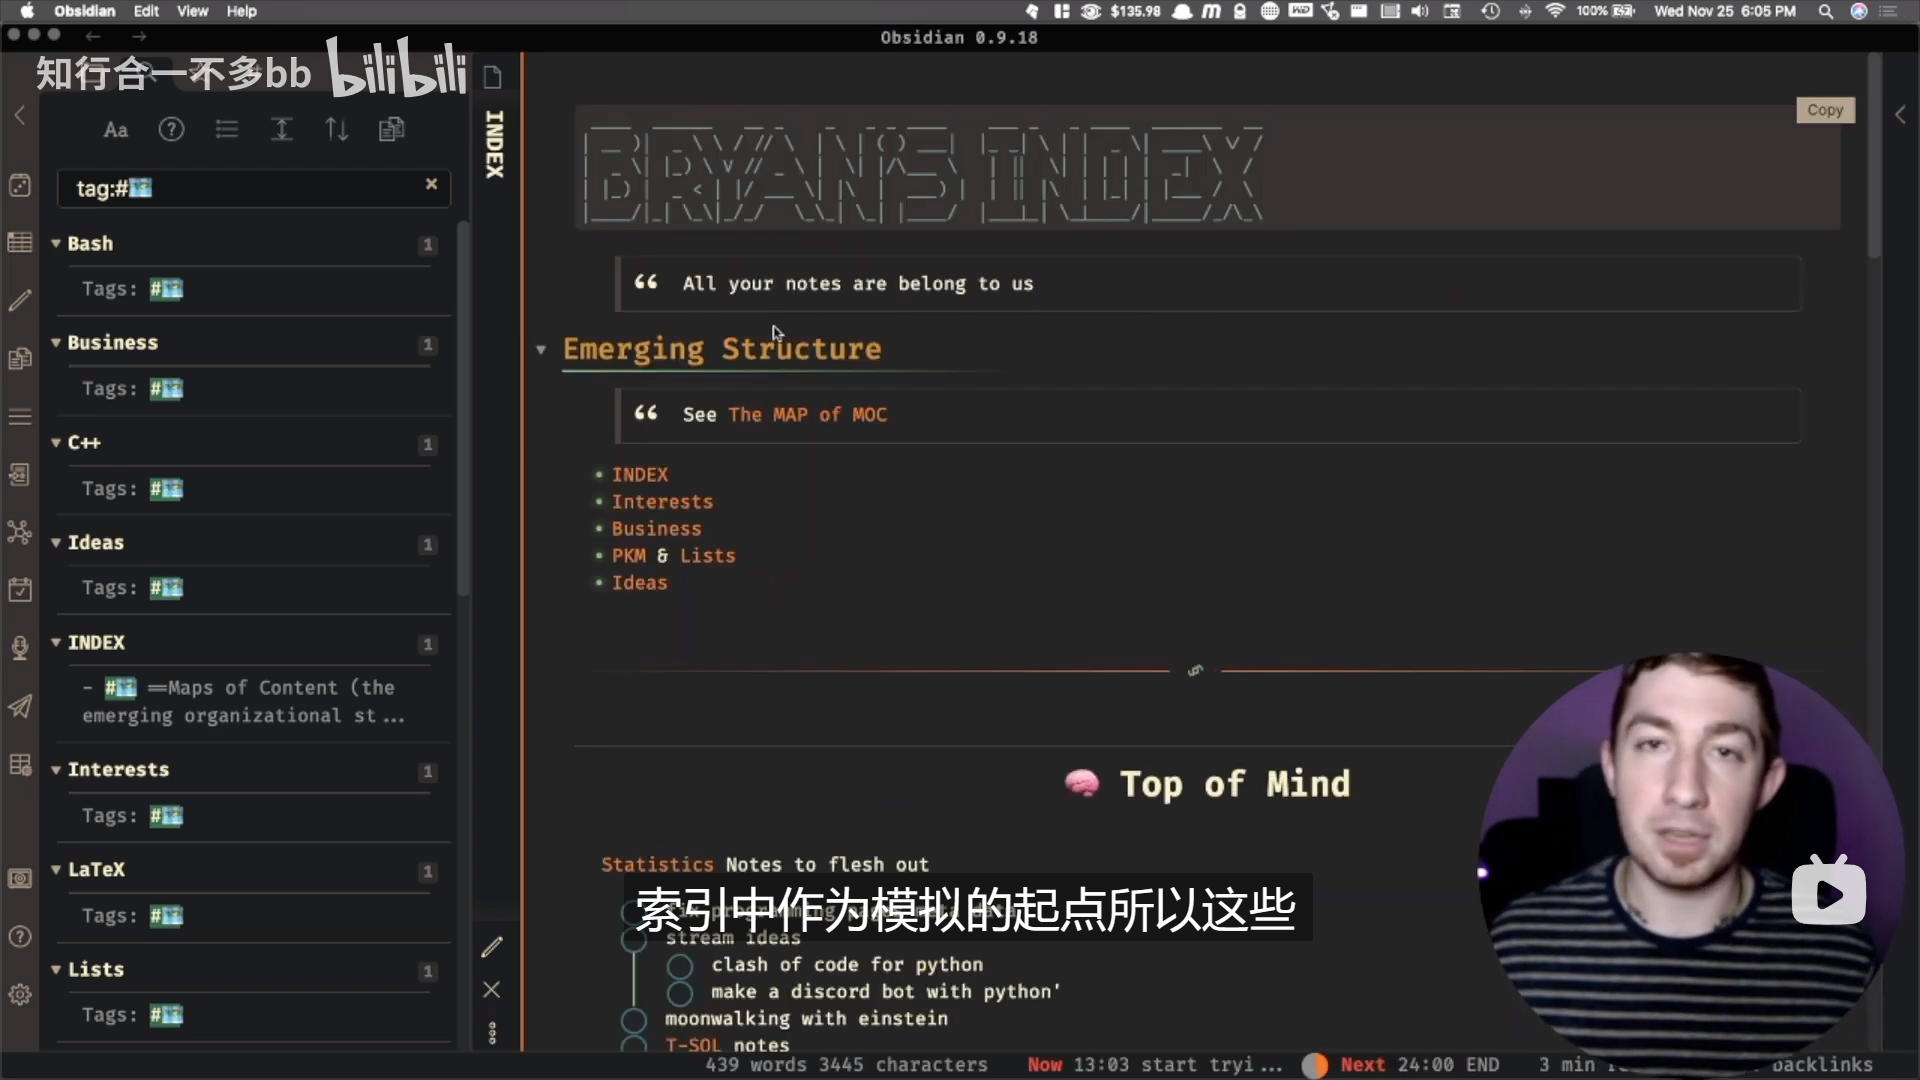 Obsidian Edit View Help
$135.98
100%
Wed Nov 25 6:05 PM
Obsidian 0.9.18
知行合一不多bb bilibili
Aa
tag:#
Bash 1
Tags: #
Business 1
Tags: #
C++ 1
Tags: #
Ideas 1
Tags: #
INDEX 1
- # ==Maps of Content (the
emerging organizational st...
Interests 1
Tags: #
LaTeX 1
Tags: #
Lists 1
Tags: #
INDEX
Copy
BRYAN'S INDEX
All your notes are belong to us
Emerging Structure
See The MAP of MOC
INDEX
Interests
Business
PKM & Lists
Ideas
Top of Mind
Statistics Notes to flesh out
索引中作为模拟的起点所以这些
stream ideas
clash of code for python
make a discord bot with python'
moonwalking with einstein
T-SQL notes
439 words 3445 characters Now 13:03 start tryi... Next 24:00 END 3 min backlinks